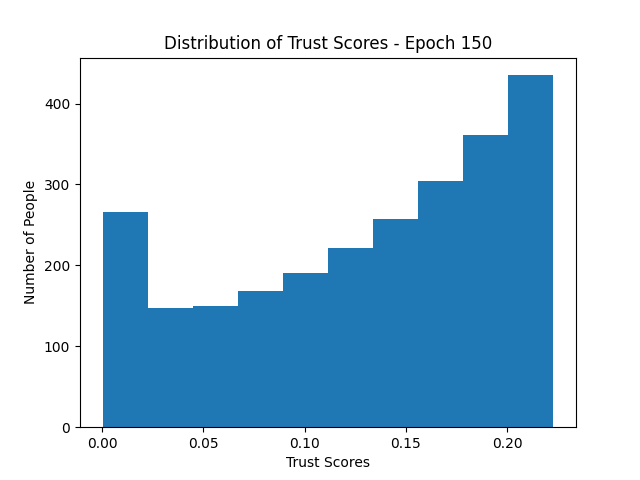 Distribution of Trust Scores - Epoch 150
400
300
200
100
0
Number of People
0.00 0.05 0.10 0.15 0.20
Trust Scores